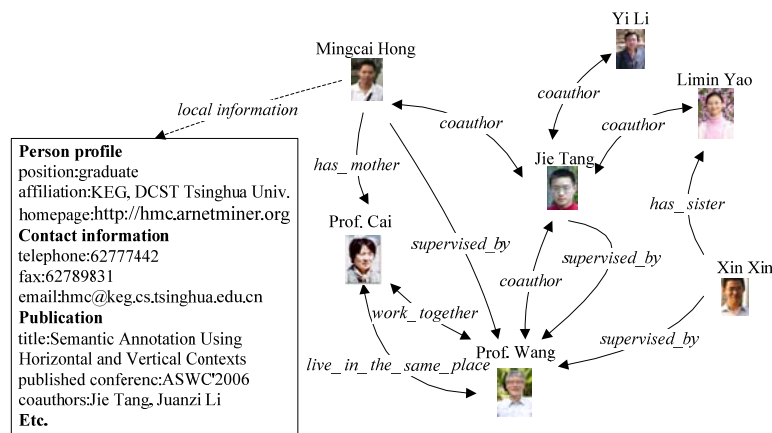 Yi Li
Mingcai Hong
Limin Yao
local information
coauthor
coauthor
coauthor
Person profile
position:graduate
affiliation:KEG, DCST Tsinghua Univ.
homepage:http://hmc.arnetminer.org
Contact information
telephone:62777442
fax:62789831
email:hmc@keg.cs.tsinghua.edu.cn
Publication
title:Semantic Annotation Using
Horizontal and Vertical Contexts
published conferenc:ASWC'2006
coauthors:Jie Tang, Juanzi Li
Etc.
has_mother
Jie Tang
has_sister
Prof. Cai
supervised_by
supervised_by
coauthor
Xin Xin
work_together
supervised_by
Prof. Wang
live_in_the_same_place